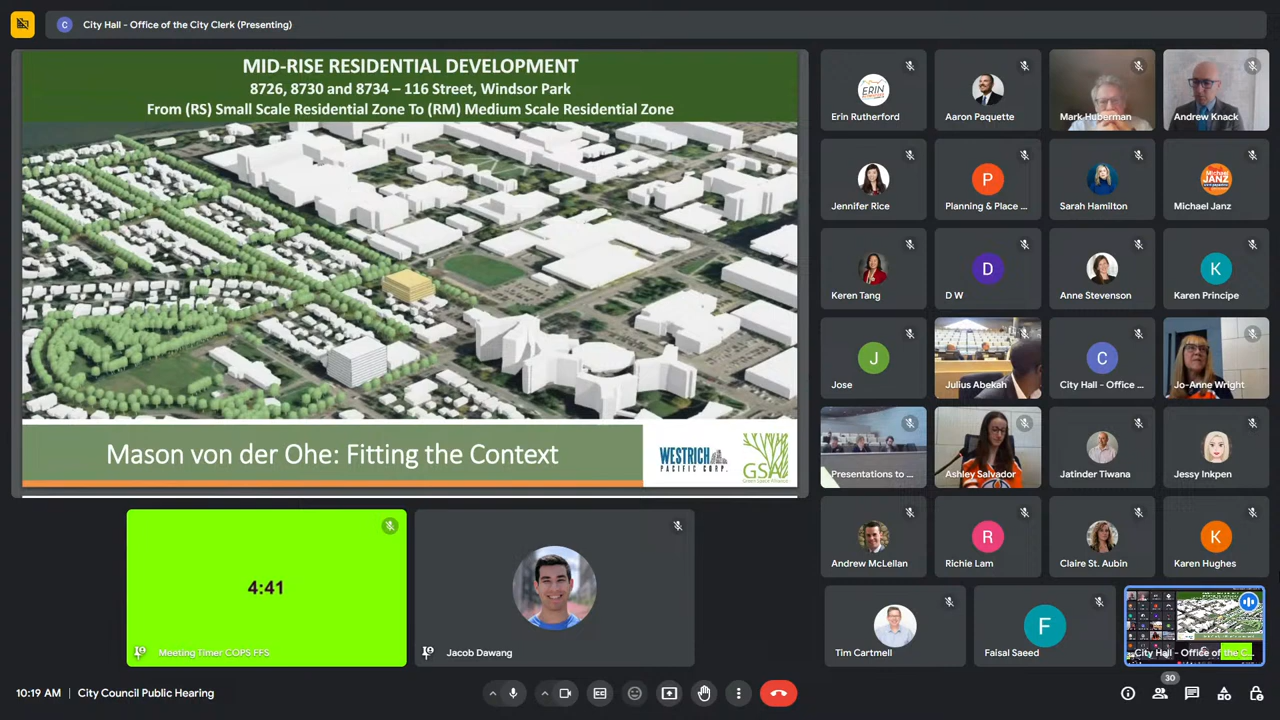 City Hall - Office of the City Clerk (Presenting)
MID-RISE RESIDENTIAL DEVELOPMENT
8726, 8730 and 8734 – 116 Street, Windsor Park
From (RS) Small Scale Residential Zone To (RM) Medium Scale Residential Zone
Mason von der Ohe: Fitting the Context
WESTRICH
PACIFIC CORP.
GSA
Green Space Alliance
ERIN
Erin Rutherford
Aaron Paquette
Mark Huberman
Andrew Knack
Jennifer Rice
P
Planning & Place ...
Sarah Hamilton
Michael
JANZ
Michael Janz
Keren Tang
D
D W
Anne Stevenson
K
Karen Principe
J
Jose
Julius Abekah
C
City Hall - Office ...
Jo-Anne Wright
Presentations to ...
Ashley Salvador
Jatinder Tiwana
Jessy Inkpen
Andrew McLellan
R
Richie Lam
Claire St. Aubin
K
Karen Hughes
4:41
Meeting Timer COPS FFS
Jacob Dawang
Tim Cartmell
F
Faisal Saeed
City Hall - Office of the C...
10:19 AM | City Council Public Hearing
30